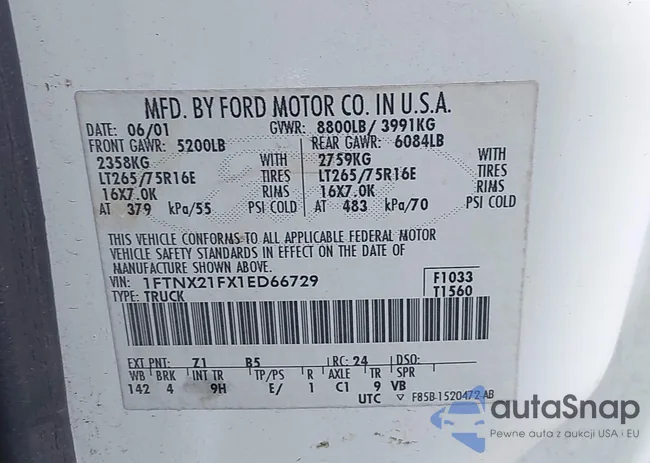 MFD. BY FORD MOTOR CO. IN U.S.A.
DATE: 06/01 GVWR: 8800LB/ 3991KG
FRONT GAWR: 5200LB REAR GAWR: 6084LB
2358KG WITH 2759KG WITH
LT265/75R16E TIRES LT265/75R16E TIRES
16X7.0K RIMS 16X7.0K RIMS
AT 379 kPa/55 PSI COLD AT 483 kPa/70 PSI COLD
THIS VEHICLE CONFORMS TO ALL APPLICABLE FEDERAL MOTOR
VEHICLE SAFETY STANDARDS IN EFFECT ON THE DATE OF
MANUFACTURE SHOWN ABOVE.
VIN: 1FTNX21FX1ED66729 F1033
TYPE: TRUCK T1560
EXT PNT: Z1 B5 RC: 24 DSO:
WB BRK INT TR TP/PS R AXLE TR SPR
142 4 9H E/ 1 C1 9 VB
UTC F85B-1520472-AB
autaSnap
Pewne auta z aukcji USA i EU